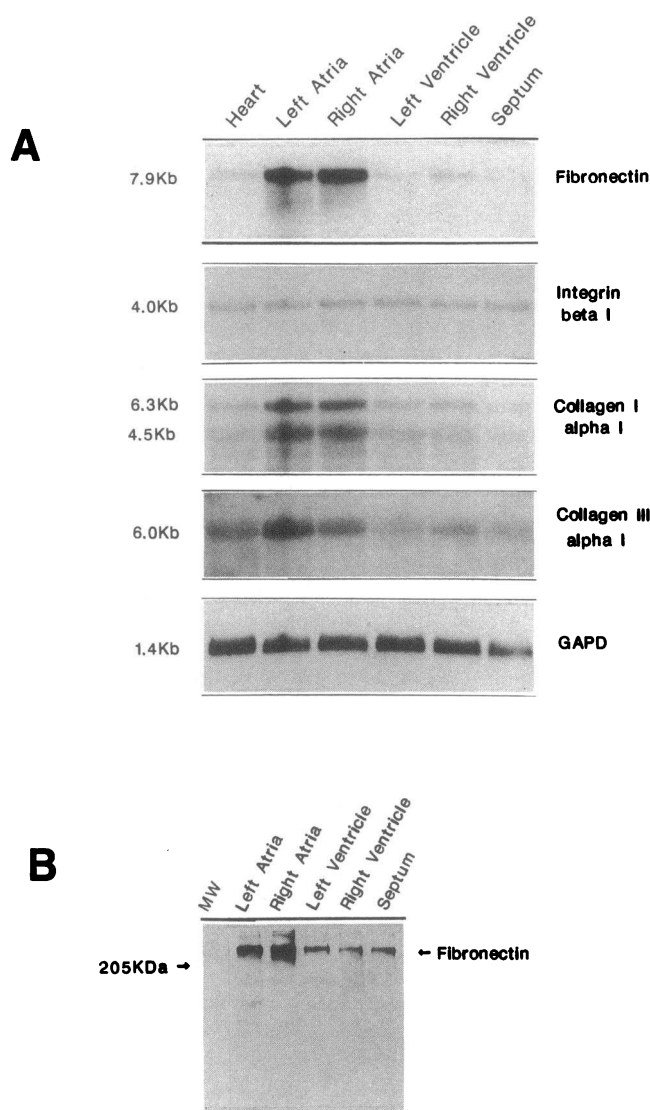 A
Heart
Left Atria
Right Atria
Left Ventricle
Right Ventricle
Septum
7.9Kb
Fibronectin
4.0Kb
Integrin
beta I
6.3Kb
4.5Kb
Collagen I
alpha I
6.0Kb
Collagen III
alpha I
1.4Kb
GAPD
B
MW
Left Atria
Right Atria
Left Ventricle
Right Ventricle
Septum
205KDa →
← Fibronectin